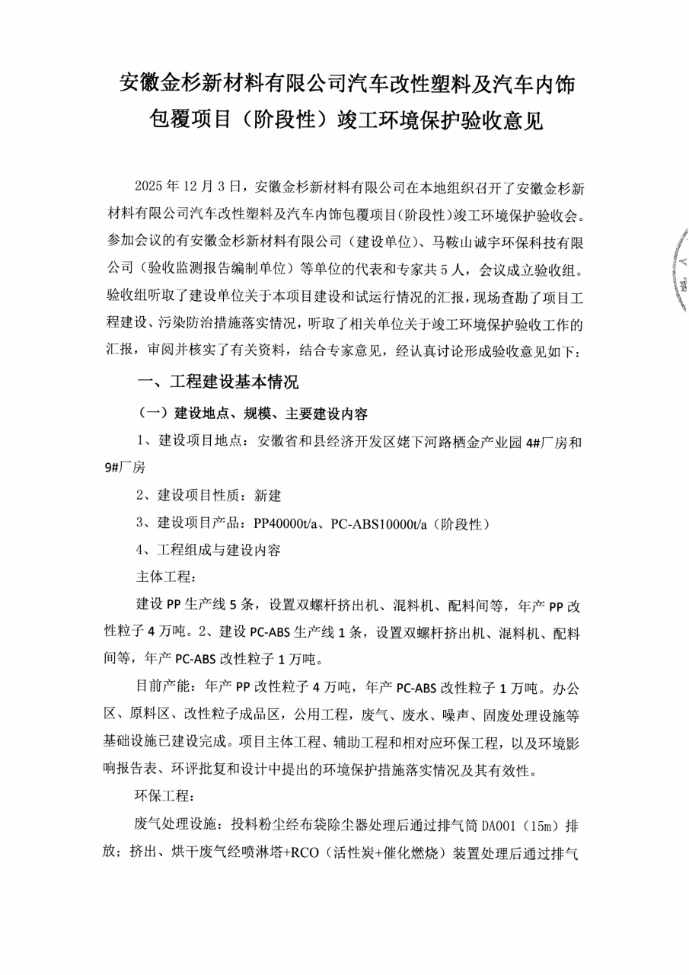 安徽金杉新材料有限公司汽车改性塑料及汽车内饰
包覆项目（阶段性）竣工环境保护验收意见
2025 年 12 月 3 日，安徽金杉新材料有限公司在本地组织召开了安徽金杉新
材料有限公司汽车改性塑料及汽车内饰包覆项目(阶段性)竣工环境保护验收会。
参加会议的有安徽金杉新材料有限公司（建设单位）、马鞍山诚宇环保科技有限
公司（验收监测报告编制单位）等单位的代表和专家共 5 人，会议成立验收组。
验收组听取了建设单位关于本项目建设和试运行情况的汇报，现场查勘了项目工
程建设、污染防治措施落实情况，听取了相关单位关于竣工环境保护验收工作的
汇报，审阅并核实了有关资料，结合专家意见，经认真讨论形成验收意见如下：
一、工程建设基本情况
（一）建设地点、规模、主要建设内容
1、建设项目地点：安徽省和县经济开发区姥下河路栖金产业园 4#厂房和
9#厂房
2、建设项目性质：新建
3、建设项目产品：PP40000t/a、PC-ABS10000t/a（阶段性）
4、工程组成与建设内容
主体工程：
建设 PP 生产线 5 条，设置双螺杆挤出机、混料机、配料间等，年产 PP 改
性粒子 4 万吨。2、建设 PC-ABS 生产线 1 条，设置双螺杆挤出机、混料机、配料
间等，年产 PC-ABS 改性粒子 1 万吨。
目前产能：年产 PP 改性粒子 4 万吨，年产 PC-ABS 改性粒子 1 万吨。办公
区、原料区、改性粒子成品区，公用工程，废气、废水、噪声、固废处理设施等
基础设施已建设完成。项目主体工程、辅助工程和相对应环保工程，以及环境影
响报告表、环评批复和设计中提出的环境保护措施落实情况及其有效性。
环保工程：
废气处理设施：投料粉尘经布袋除尘器处理后通过排气筒 DA001（15m）排
放；挤出、烘干废气经喷淋塔+RCO（活性炭+催化燃烧）装置处理后通过排气